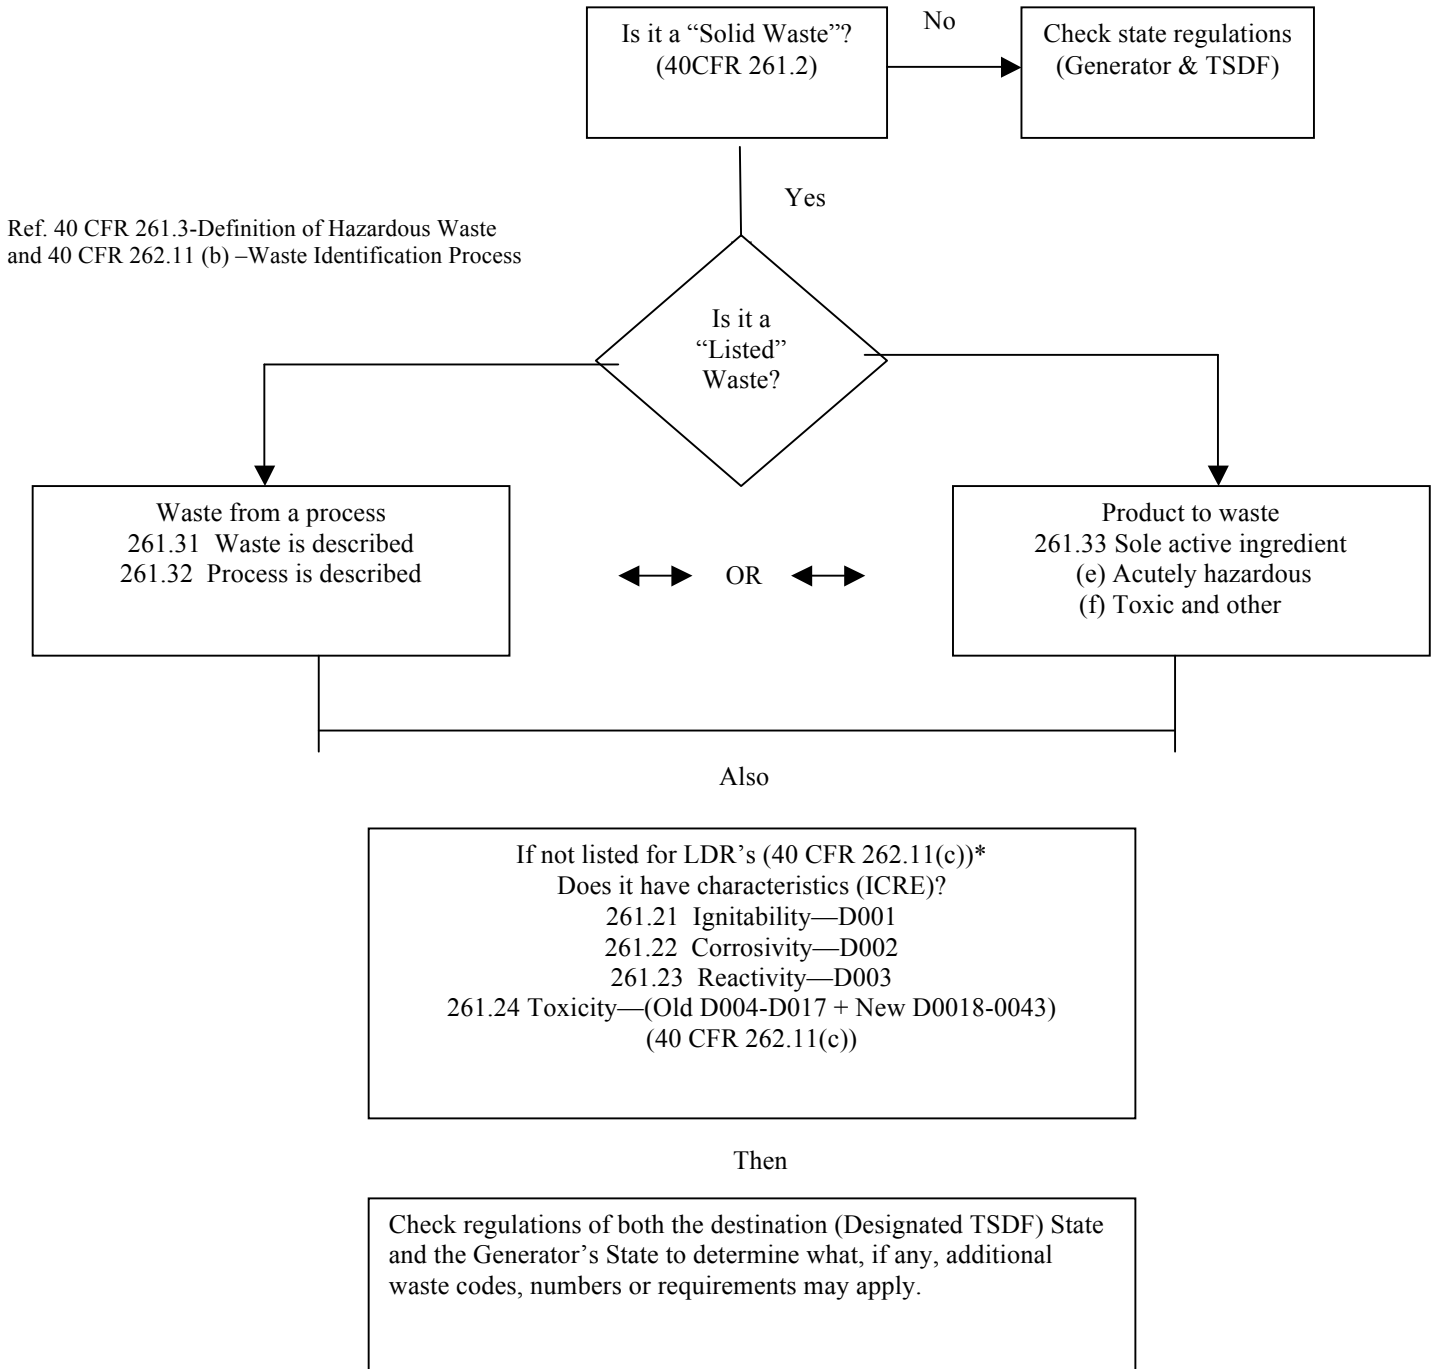 Is it a “Solid Waste”?
(40CFR 261.2)
No
Check state regulations
(Generator & TSDF)
Yes
Ref. 40 CFR 261.3-Definition of Hazardous Waste
and 40 CFR 262.11 (b) –Waste Identification Process
Is it a
“Listed”
Waste?
Waste from a process
261.31  Waste is described
261.32  Process is described
OR
Product to waste
261.33 Sole active ingredient
(e) Acutely hazardous
(f) Toxic and other
Also
If not listed for LDR’s (40 CFR 262.11(c))*
Does it have characteristics (ICRE)?
261.21  Ignitability—D001
261.22  Corrosivity—D002
261.23  Reactivity—D003
261.24 Toxicity—(Old D004-D017 + New D0018-0043)
(40 CFR 262.11(c))
Then
Check regulations of both the destination (Designated TSDF) State
and the Generator’s State to determine what, if any, additional
waste codes, numbers or requirements may apply.